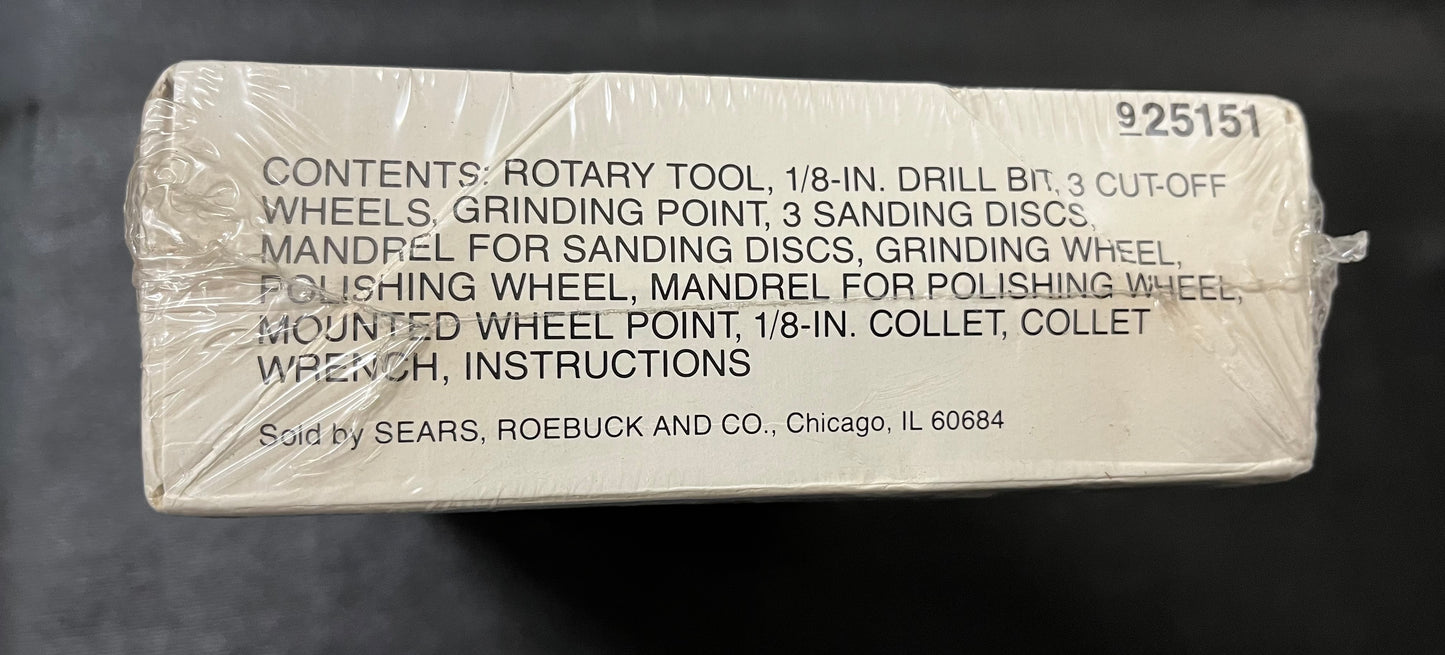 925151
CONTENTS: ROTARY TOOL, 1/8-IN. DRILL BIT, 3 CUT-OFF
WHEELS, GRINDING POINT, 3 SANDING DISCS,
MANDREL FOR SANDING DISCS, GRINDING WHEEL,
POLISHING WHEEL, MANDREL FOR POLISHING WHEEL,
MOUNTED WHEEL POINT, 1/8-IN. COLLET, COLLET
WRENCH, INSTRUCTIONS
Sold by SEARS, ROEBUCK AND CO., Chicago, IL 60684